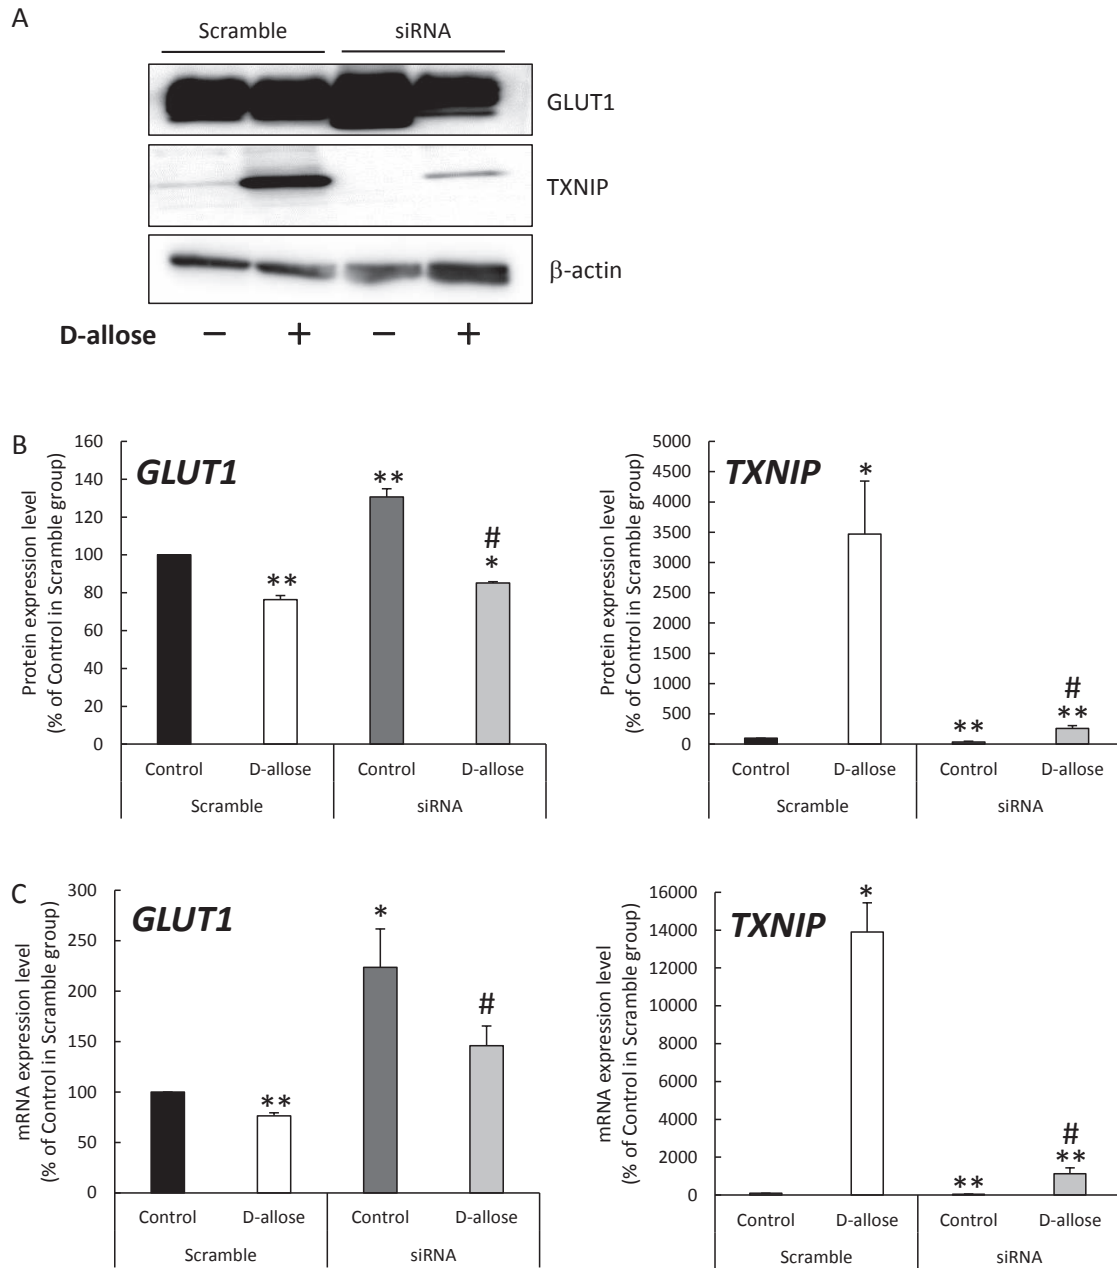 A
Scramble siRNA
GLUT1
TXNIP
β-actin
D-allose − + − +
B
Protein expression level
(% of Control in Scramble group)
160
140
120
100
80
60
40
20
0
GLUT1
**
**
#
*
Control D-allose Control D-allose
Scramble siRNA
Protein expression level
(% of Control in Scramble group)
5000
4500
4000
3500
3000
2500
2000
1500
1000
500
0
TXNIP
*
**
#
**
Control D-allose Control D-allose
Scramble siRNA
C
mRNA expression level
(% of Control in Scramble group)
300
250
200
150
100
50
0
GLUT1
**
*
#
Control D-allose Control D-allose
Scramble siRNA
mRNA expression level
(% of Control in Scramble group)
16000
14000
12000
10000
8000
6000
4000
2000
0
TXNIP
*
**
#
**
Control D-allose Control D-allose
Scramble siRNA